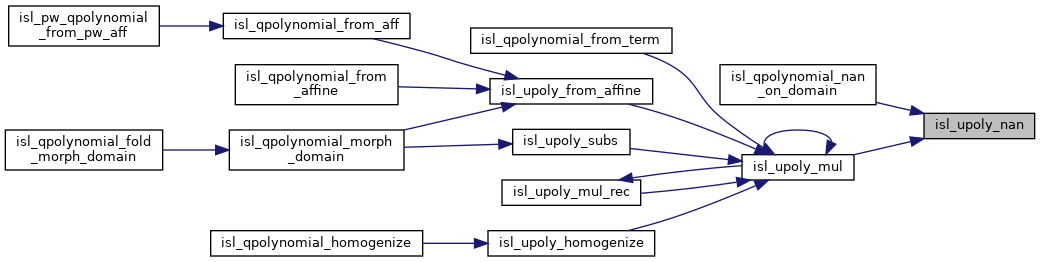 isl_pw_qpolynomial
_from_pw_aff
isl_qpolynomial_from_aff
isl_qpolynomial_from_term
isl_qpolynomial_from
_affine
isl_upoly_from_affine
isl_qpolynomial_nan
_on_domain
isl_upoly_nan
isl_qpolynomial_fold
_morph_domain
isl_qpolynomial_morph
_domain
isl_upoly_subs
isl_upoly_mul
isl_upoly_mul_rec
isl_qpolynomial_homogenize
isl_upoly_homogenize